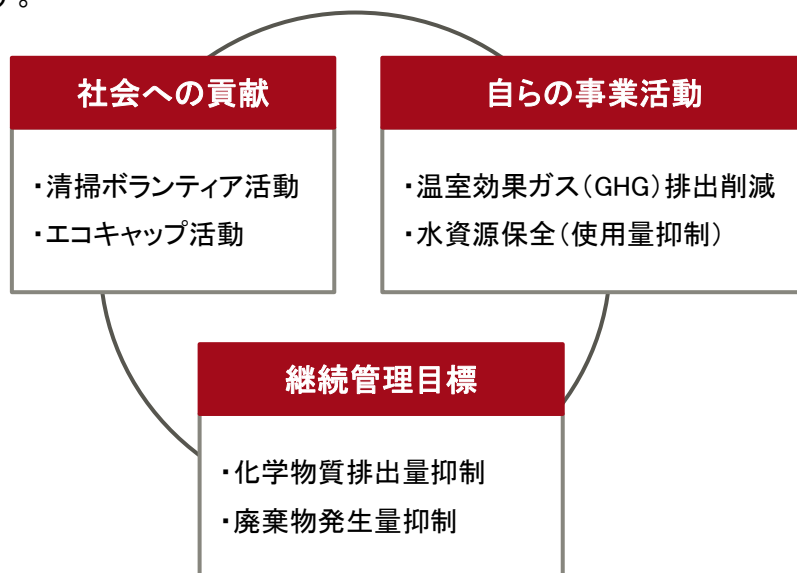 す。
社会への貢献
・清掃ボランティア活動
・エコキャップ活動
自らの事業活動
・温室効果ガス(GHG)排出削減
・水資源保全(使用量抑制)
継続管理目標
・化学物質排出量抑制
・廃棄物発生量抑制